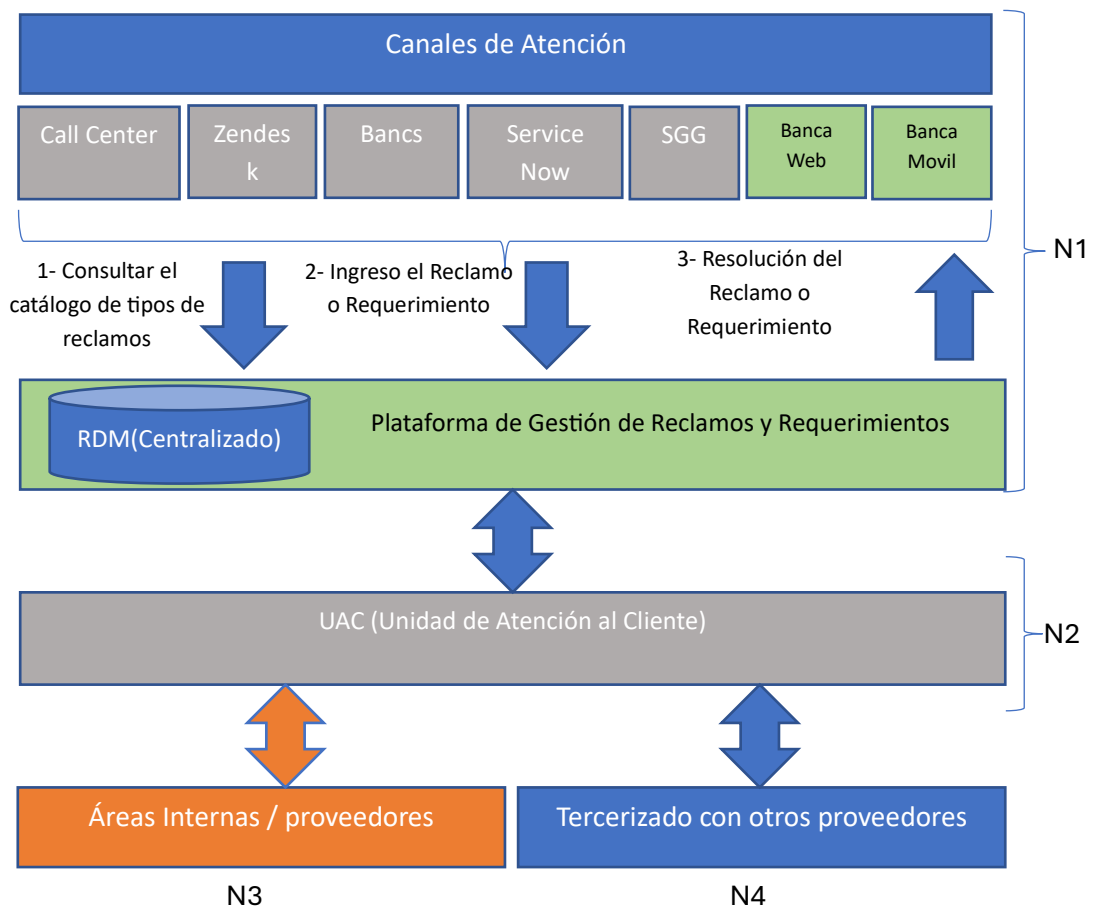 Canales de Atención
Call Center
Zendes
k
Bancs
Service
Now
SGG
Banca
Web
Banca
Movil
1- Consultar el
catálogo de tipos de
reclamos
2- Ingreso el Reclamo
o Requerimiento
3- Resolución del
Reclamo o
Requerimiento
N1
RDM(Centralizado)
Plataforma de Gestión de Reclamos y Requerimientos
UAC (Unidad de Atención al Cliente)
N2
Áreas Internas / proveedores
Tercerizado con otros proveedores
N3
N4